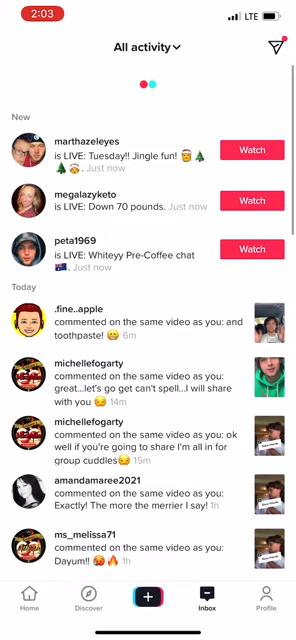 2:03
LTE
All activity
New
marthazeleyes
is LIVE: Tuesday!! Jingle fun! 🎅🌲
🌲🤶. Just now
Watch
megalazyketo
is LIVE: Down 70 pounds. Just now
Watch
peta1969
is LIVE: Whiteyy Pre-Coffee chat
🇦🇺. Just now
Watch
Today
.fine..apple
commented on the same video as you: and
toothpaste! 😁 6m
michellefogarty
commented on the same video as you:
great...let's go get can't spell...I will share
with you 😏 14m
michellefogarty
commented on the same video as you: ok
well if you're going to share I'm all in for
group cuddles😏 15m
amandamaree2021
commented on the same video as you:
Exactly! The more the merrier I say! 1h
ms_melissa71
commented on the same video as you:
Dayum!! 🥵🔥 1h
Home
Discover
Inbox
Profile